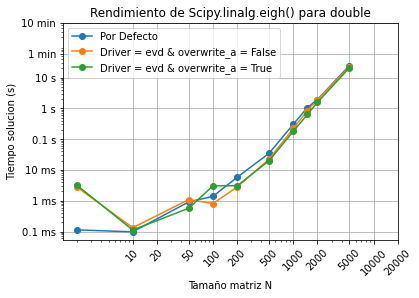 Rendimiento de Scipy.linalg.eigh() para double
10 min
1 min
10 s
1 s
0.1 s
10 ms
1 ms
0.1 ms
Tiempo solucion (s)
Por Defecto
Driver = evd & overwrite_a = False
Driver = evd & overwrite_a = True
10
20
50
100
200
500
1000
2000
5000
10000
20000
Tamaño matriz N